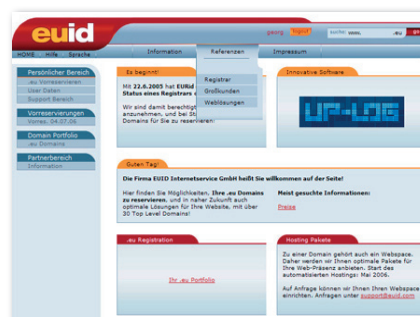 euid
georg logout suche: www. .eu go
HOME Hilfe Sprache
Information Referenzen Impressum
Persönlicher Bereich
.eu Vorreservieren
User Daten
Support Bereich
Vorreservierungen
Vorres. 04.07.06
Domain Portfolio
.eu Domains
Partnerbereich
Information
Es beginnt!
Mit 22.6.2005 hat EURid
Status eines Registrars
Wir sind damit berechtigt
anzunehmen, und bei St
Domains für Sie zu reservieren!
Registrar
Großkunden
Weblösungen
Innovative Software
UP-LOG
Guten Tag!
Die Firma EUID Internetservice GmbH heißt Sie willkommen auf der Seite!
Hier finden Sie Möglichkeiten, Ihre .eu Domains
zu reservieren, und in naher Zukunft auch
optimale Lösungen für Ihre Website, mit über
30 Top Level Domains!
Meist gesuchte Informationen:
Preise
.eu Registration
Ihr .eu Portfolio
Hosting Pakete
Zu einer Domain gehört auch ein Webspace.
Daher werden wir Ihnen optimale Pakete für
Ihre Web-Präsenz anbieten. Start des
automatisierten Hostings: Mai 2006.
Auf Anfrage können wir Ihnen Ihren Webspace
einrichten. Anfragen unter support@euid.com